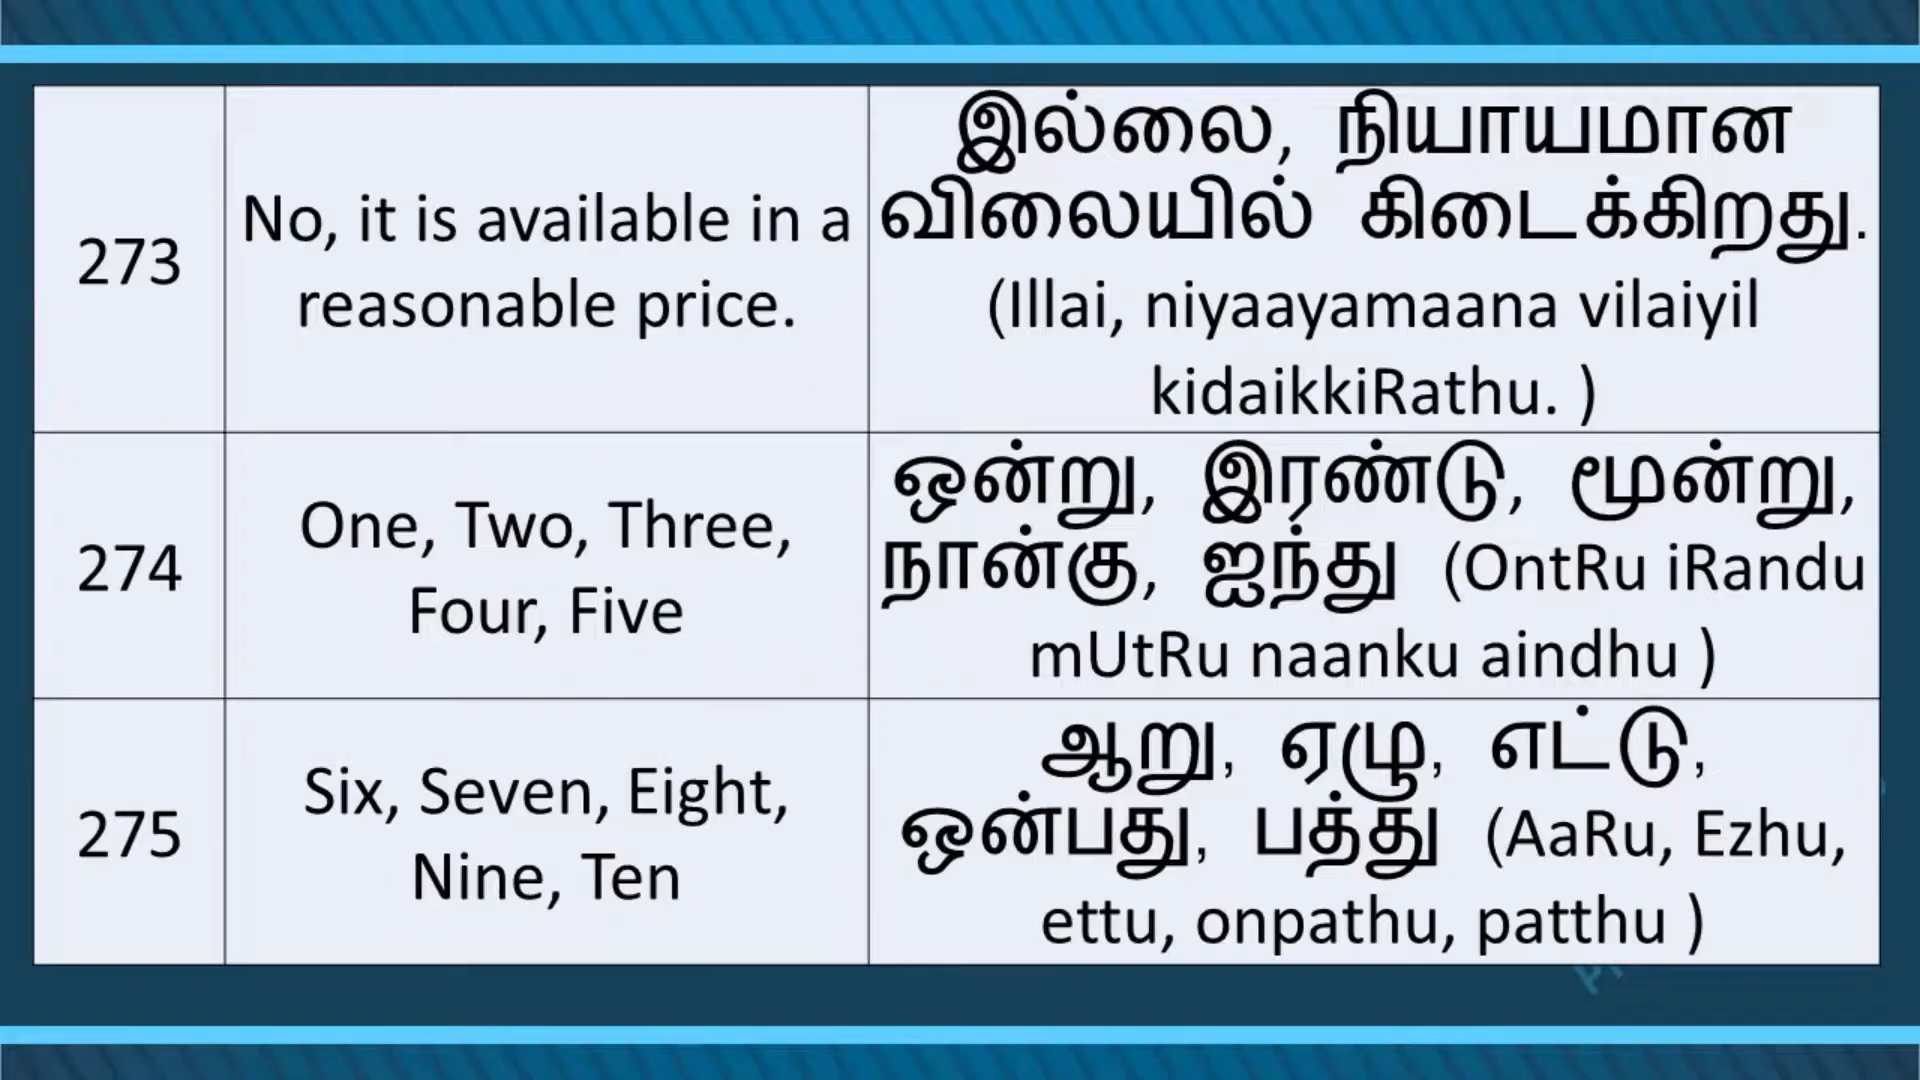 273
No, it is available in a
reasonable price.
இல்லை, நியாயமான
விலையில் கிடைக்கிறது.
(Illai, niyaayamaana vilaiyil
kidaikkiRathu. )
274
One, Two, Three,
Four, Five
ஒன்று, இரண்டு, மூன்று,
நான்கு, ஐந்து (OntRu iRandu
mUtRu naanku aindhu )
275
Six, Seven, Eight,
Nine, Ten
ஆறு, ஏழு, எட்டு,
ஒன்பது, பத்து (AaRu, Ezhu,
ettu, onpathu, patthu )